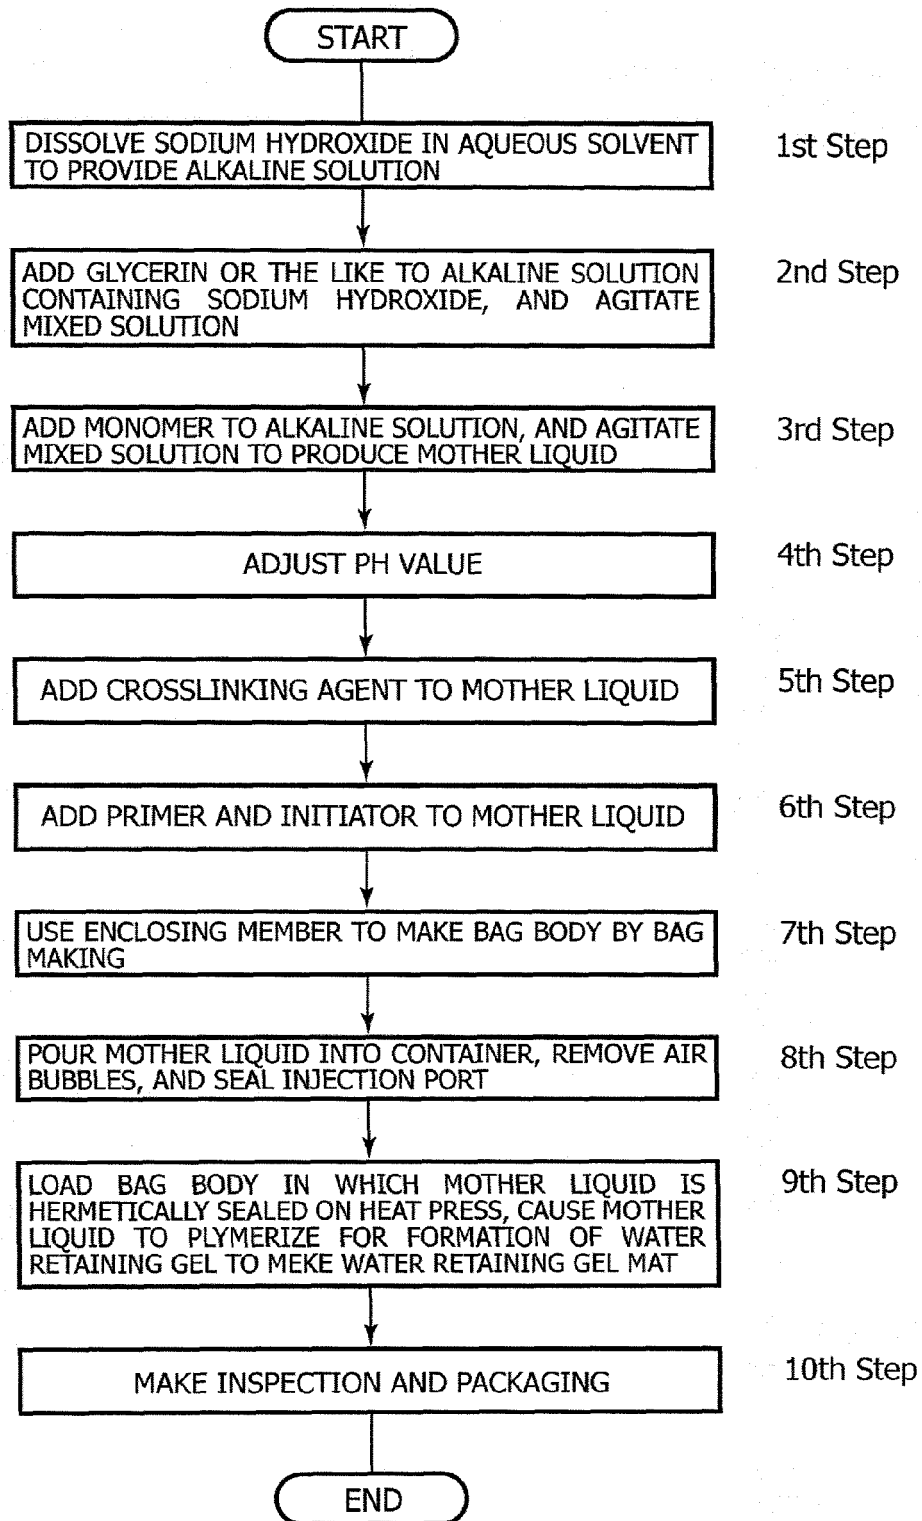 START
DISSOLVE SODIUM HYDROXIDE IN AQUEOUS SOLVENT
TO PROVIDE ALKALINE SOLUTION
1st Step
ADD GLYCERIN OR THE LIKE TO ALKALINE SOLUTION
CONTAINING SODIUM HYDROXIDE, AND AGITATE
MIXED SOLUTION
2nd Step
ADD MONOMER TO ALKALINE SOLUTION, AND AGITATE
MIXED SOLUTION TO PRODUCE MOTHER LIQUID
3rd Step
ADJUST PH VALUE
4th Step
ADD CROSSLINKING AGENT TO MOTHER LIQUID
5th Step
ADD PRIMER AND INITIATOR TO MOTHER LIQUID
6th Step
USE ENCLOSING MEMBER TO MAKE BAG BODY BY BAG
MAKING
7th Step
POUR MOTHER LIQUID INTO CONTAINER, REMOVE AIR
BUBBLES, AND SEAL INJECTION PORT
8th Step
LOAD BAG BODY IN WHICH MOTHER LIQUID IS
HERMETICALLY SEALED ON HEAT PRESS, CAUSE MOTHER
LIQUID TO PLYMERIZE FOR FORMATION OF WATER
RETAINING GEL TO MEKE WATER RETAINING GEL MAT
9th Step
MAKE INSPECTION AND PACKAGING
10th Step
END